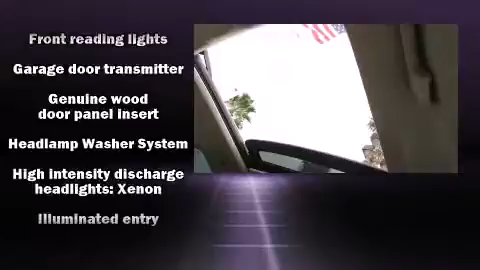 Front reading lights
Garage door transmitter
Genuine wood
door panel insert
Headlamp Washer System
High intensity discharge
headlights: Xenon
Illuminated entry